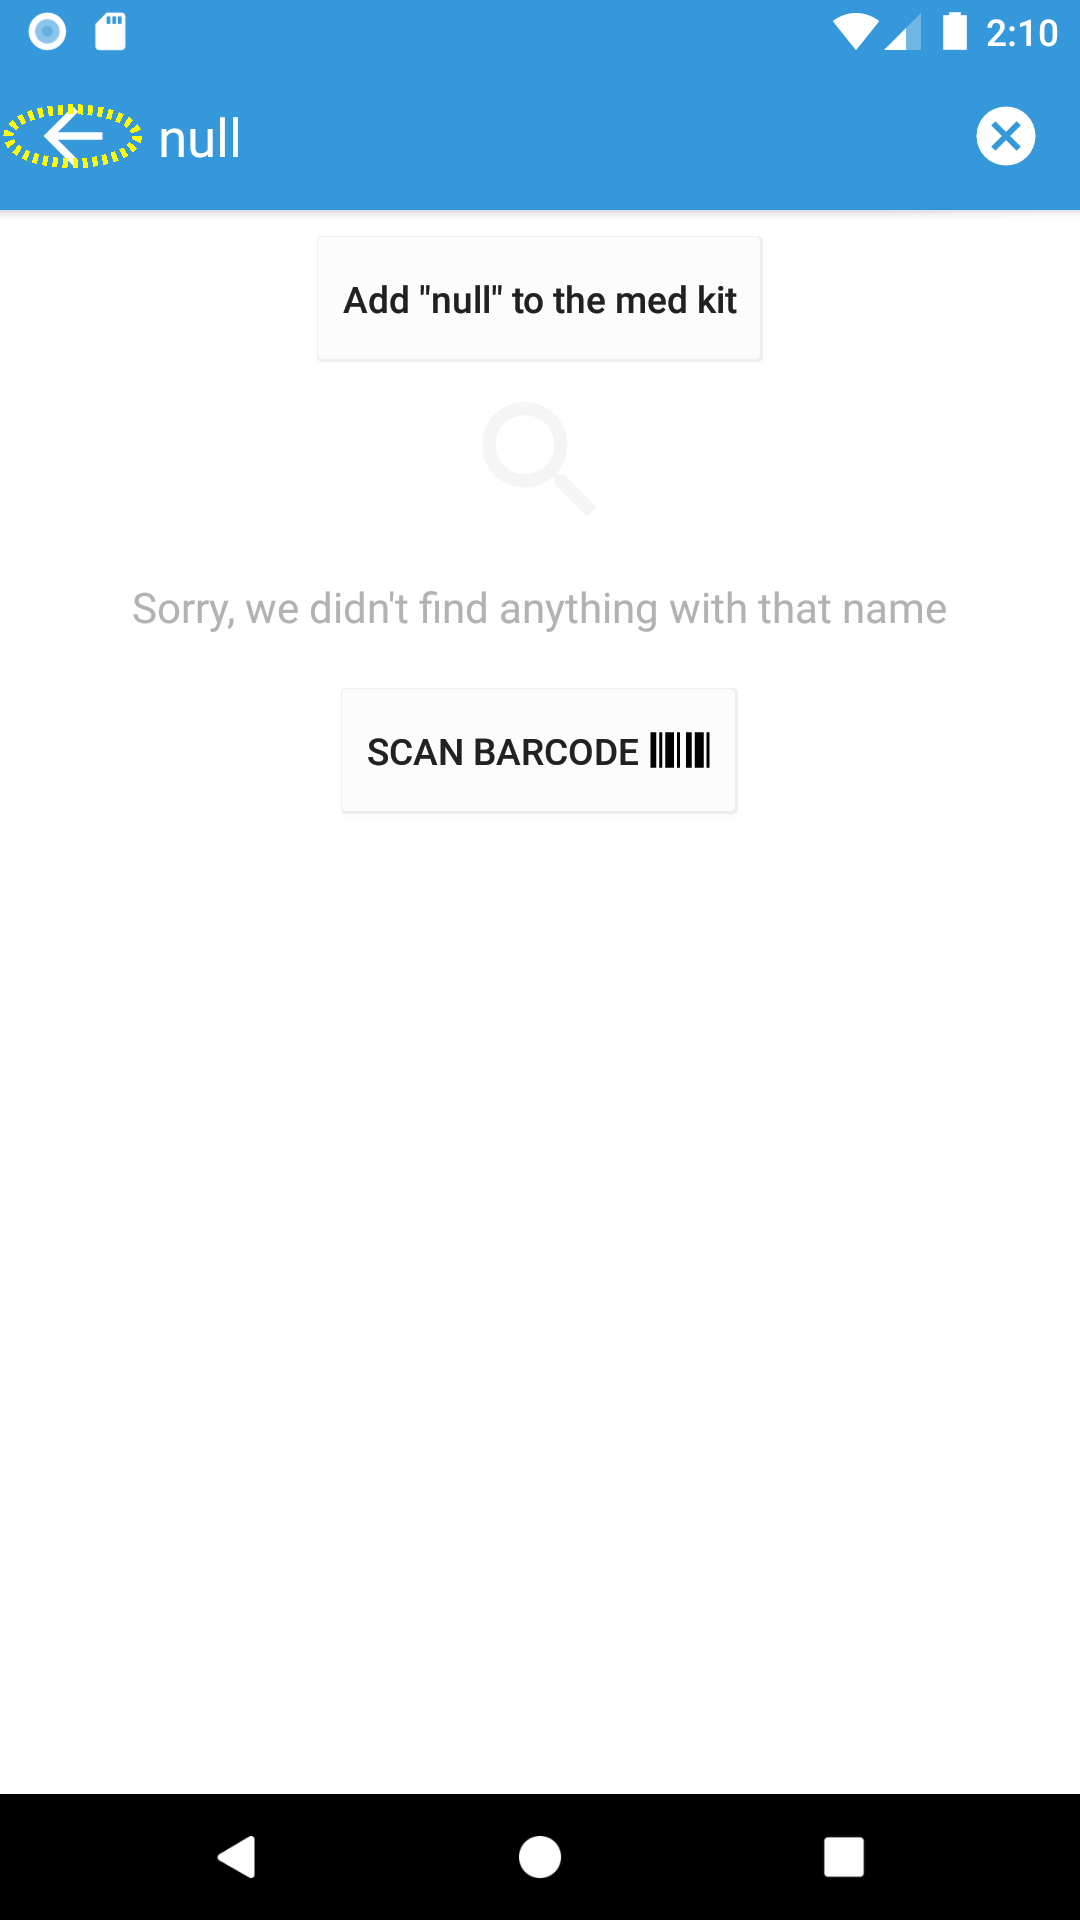 2:10
null
Add "null" to the med kit
Sorry, we didn't find anything with that name
SCAN BARCODE